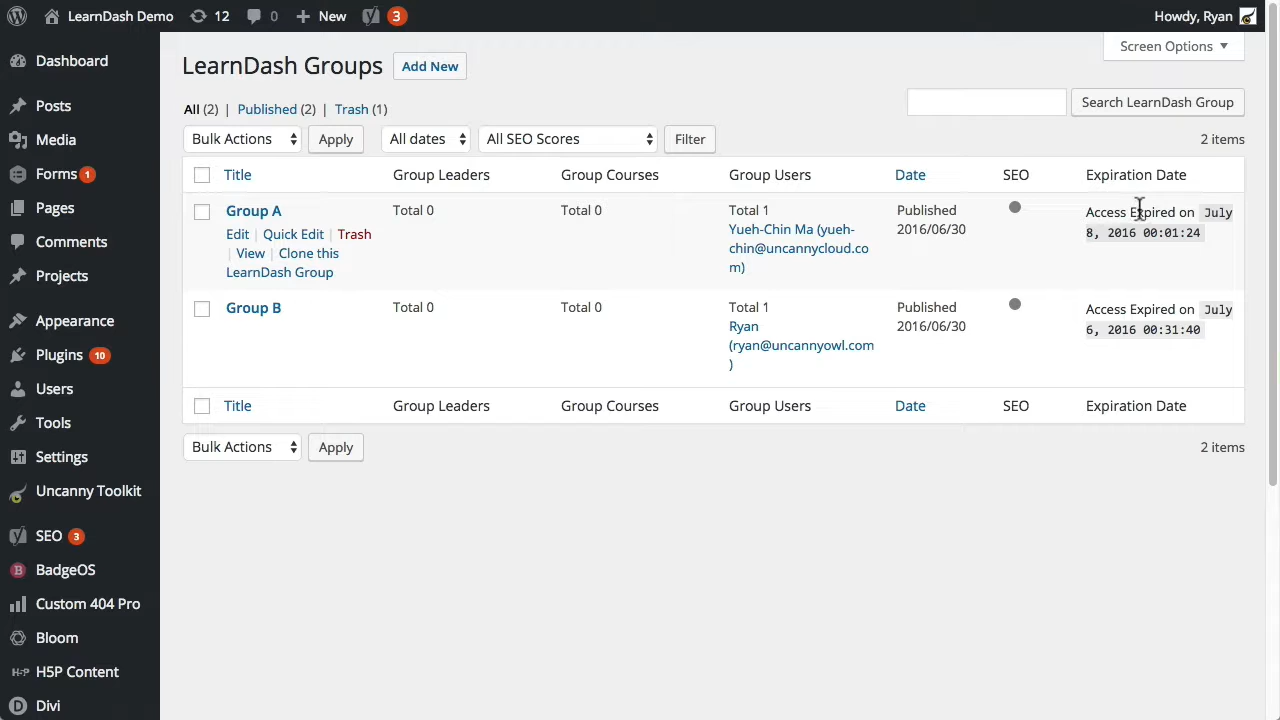 LearnDash Demo 12 0 New 3 Howdy, Ryan
Dashboard
Posts
Media
Forms 1
Pages
Comments
Projects
Appearance
Plugins 10
Users
Tools
Settings
Uncanny Toolkit
SEO 3
BadgeOS
Custom 404 Pro
Bloom
H5P Content
Divi
Screen Options
LearnDash Groups Add New
All (2) | Published (2) | Trash (1)
Search LearnDash Group
Bulk Actions Apply All dates All SEO Scores Filter 2 items
Title Group Leaders Group Courses Group Users Date SEO Expiration Date
Group A Total 0 Total 0 Total 1 Published Access Expired on July
Edit | Quick Edit | Trash Yueh-Chin Ma (yueh- 2016/06/30 8, 2016 00:01:24
| View | Clone this chin@uncannycloud.co
LearnDash Group m)
Group B Total 0 Total 0 Total 1 Published Access Expired on July
Ryan 2016/06/30 6, 2016 00:31:40
(ryan@uncannyowl.com
)
Title Group Leaders Group Courses Group Users Date SEO Expiration Date
Bulk Actions Apply 2 items